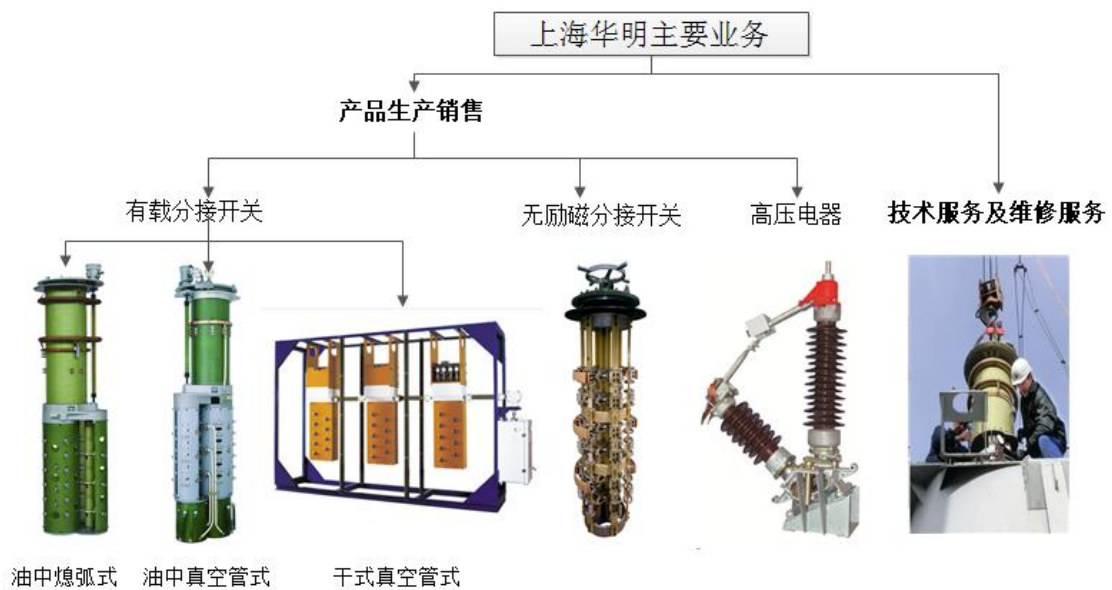 上海华明主要业务
产品生产销售
有载分接开关
无励磁分接开关
高压电器
技术服务及维修服务
油中熄弧式
油中真空管式
干式真空管式